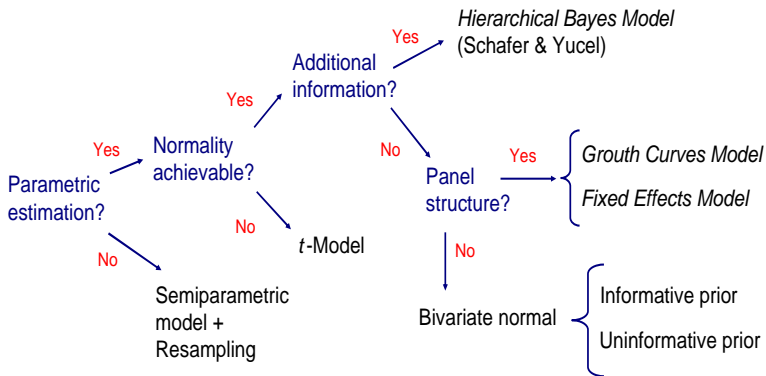 Hierarchical Bayes Model
(Schafer & Yucel)
Yes
Additional
information?
Yes
Normality
achievable?
Yes
Parametric
estimation?
No
Semiparametric
model +
Resampling
No
t-Model
No
Panel
structure?
Yes
Grouth Curves Model
Fixed Effects Model
No
Bivariate normal
Informative prior
Uninformative prior